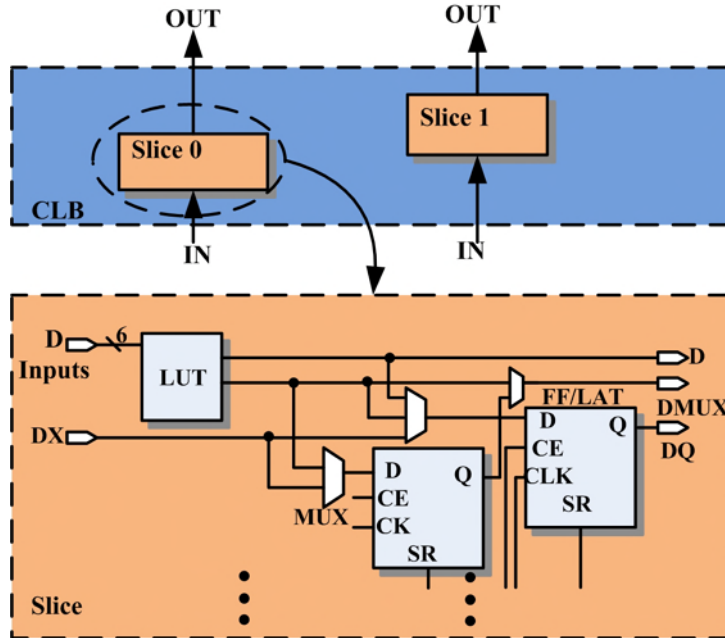 OUT
OUT
Slice 0
Slice 1
CLB
IN
IN
D
6
Inputs
LUT
D
DX
FF/LAT
DMUX
D
Q
DQ
CE
CLK
SR
MUX
D
Q
CE
CK
SR
Slice